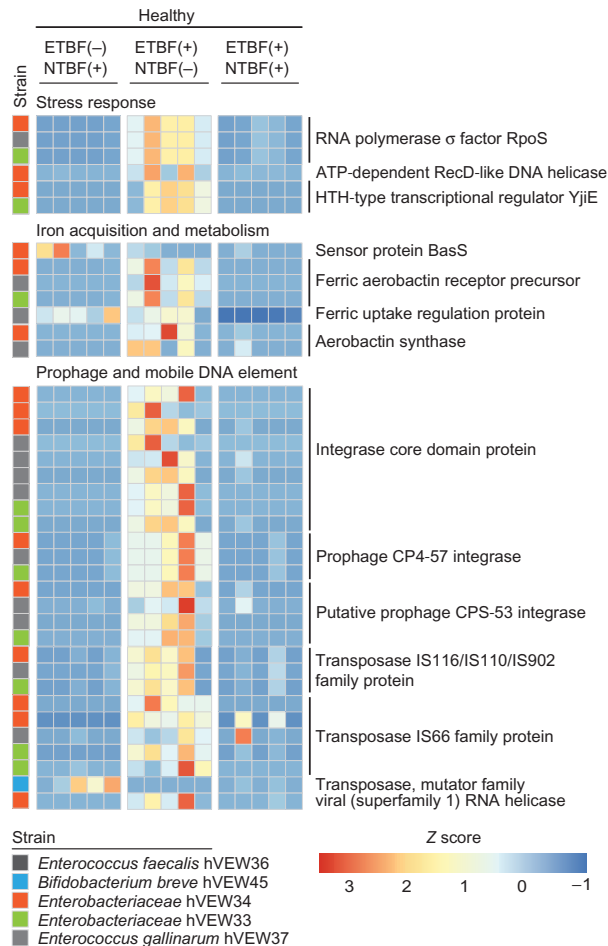 Healthy
ETBF(–) ETBF(+) ETBF(+)
NTBF(+) NTBF(–) NTBF(+)
Strain
Stress response
RNA polymerase σ factor RpoS
ATP-dependent RecD-like DNA helicase
HTH-type transcriptional regulator YjiE
Iron acquisition and metabolism
Sensor protein BasS
Ferric aerobactin receptor precursor
Ferric uptake regulation protein
Aerobactin synthase
Prophage and mobile DNA element
Integrase core domain protein
Prophage CP4-57 integrase
Putative prophage CPS-53 integrase
Transposase IS116/IS110/IS902
family protein
Transposase IS66 family protein
Transposase, mutator family
viral (superfamily 1) RNA helicase
Strain
Enterococcus faecalis hVEW36
Bifidobacterium breve hVEW45
Enterobacteriaceae hVEW34
Enterobacteriaceae hVEW33
Enterococcus gallinarum hVEW37
Z score
3 2 1 0 –1